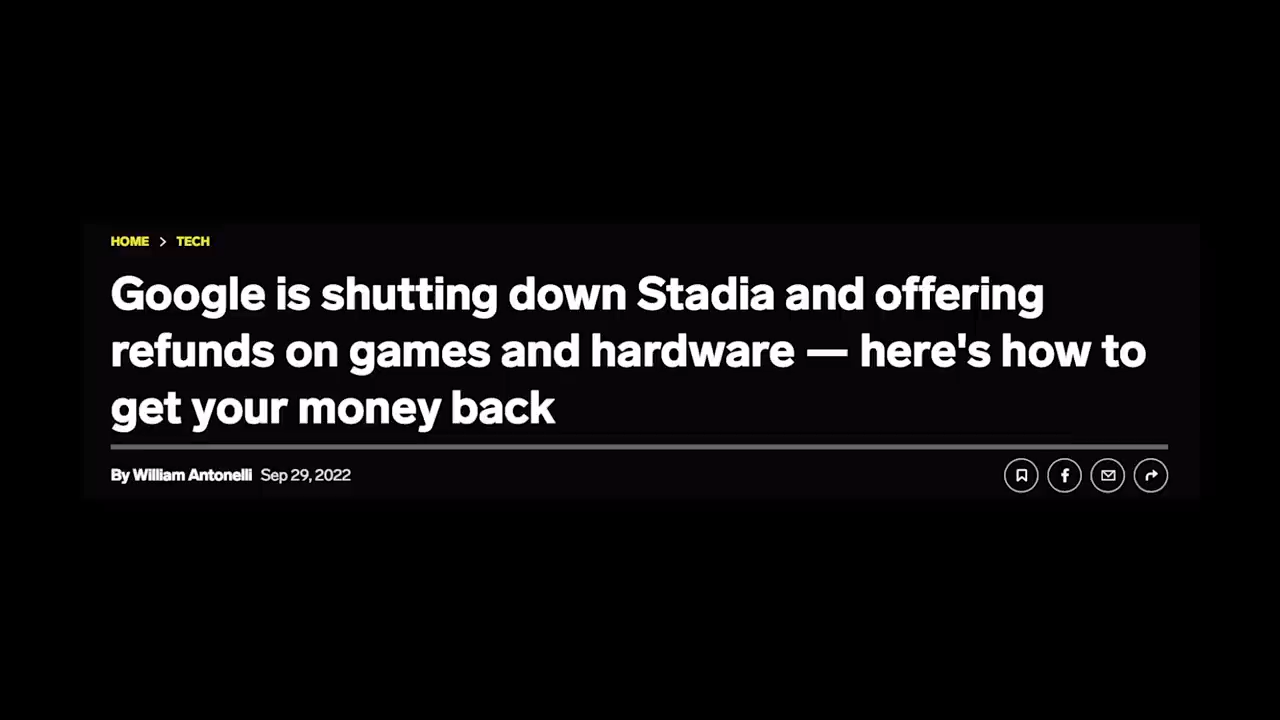 HOME > TECH
Google is shutting down Stadia and offering
refunds on games and hardware — here's how to
get your money back
By William Antonelli Sep 29, 2022